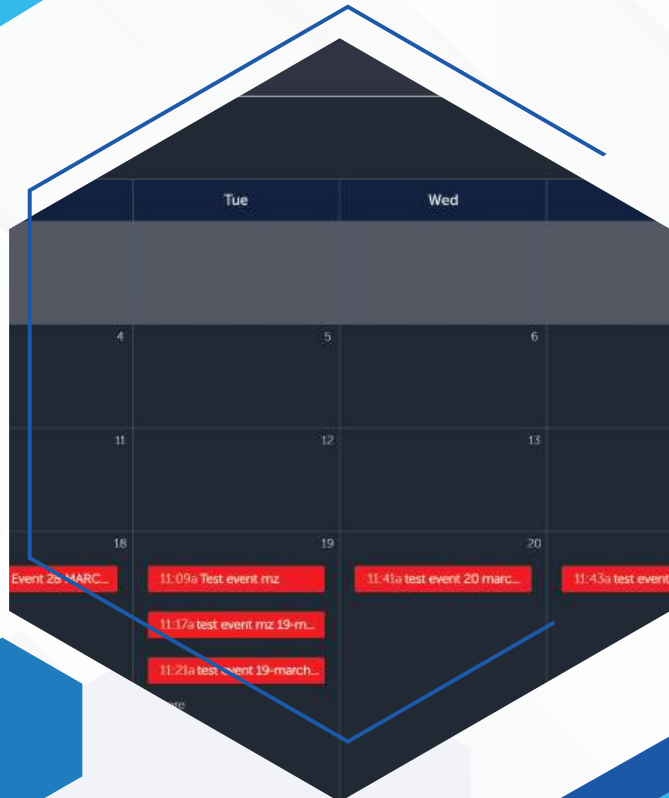 Tue Wed
4 5 6
11 12 13
18 19 20
Event 28 MARC... 11:09a Test event mz 11:41a test event 20 marc... 11:43a test event
11:17a test event mz 19-m...
11:21a test event 19-march...